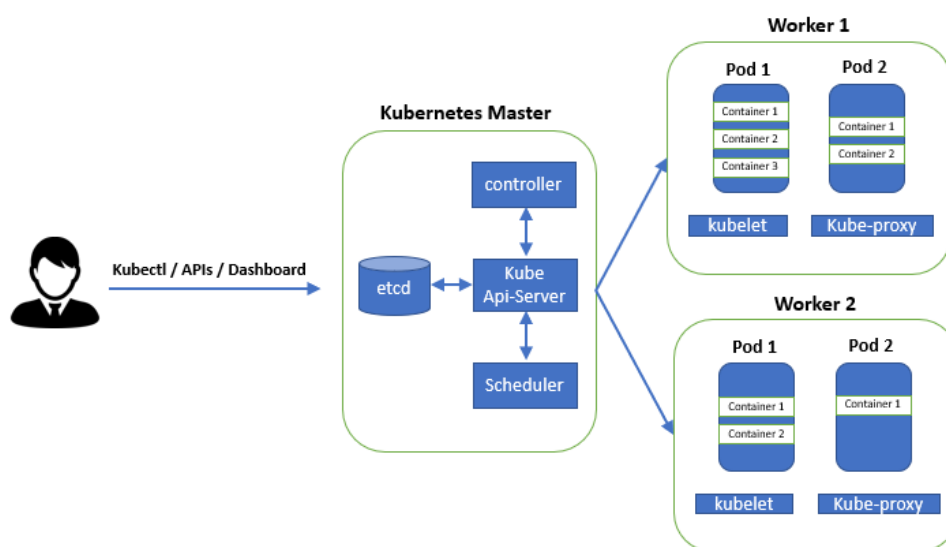 Worker 1
Pod 1
Pod 2
Container 1
Container 2
Container 3
Container 1
Container 2
kubelet
Kube-proxy
Kubernetes Master
controller
etcd
Kube
Api-Server
Scheduler
Kubectl / APIs / Dashboard
Worker 2
Pod 1
Pod 2
Container 1
Container 2
Container 1
kubelet
Kube-proxy